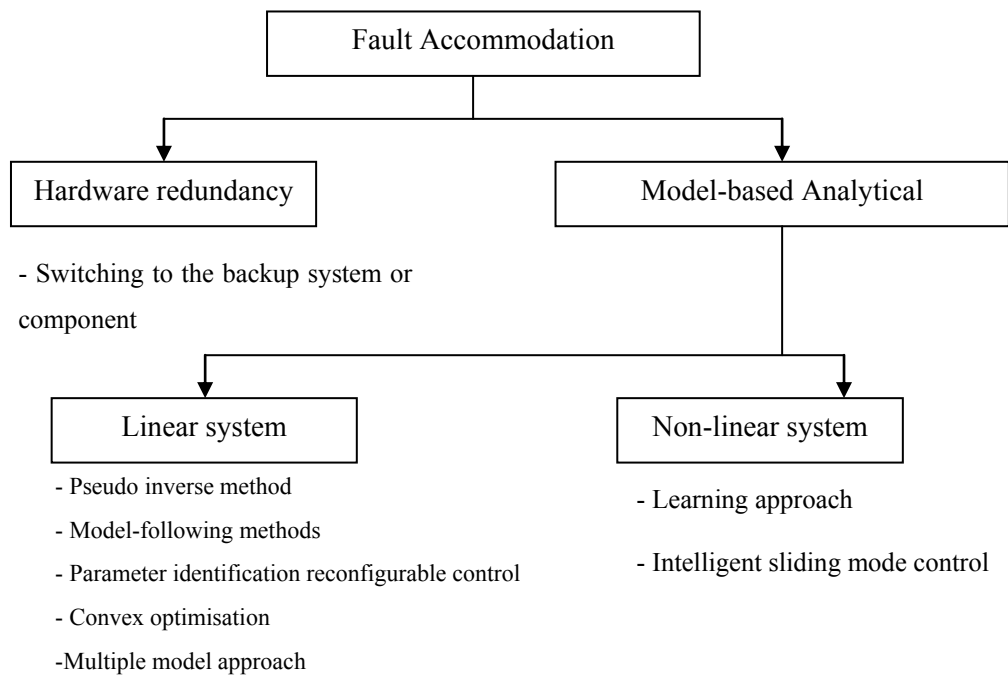 Fault Accommodation
Hardware redundancy
Model-based Analytical
- Switching to the backup system or
component
Linear system
Non-linear system
- Pseudo inverse method
- Model-following methods
- Parameter identification reconfigurable control
- Convex optimisation
-Multiple model approach
- Learning approach
- Intelligent sliding mode control